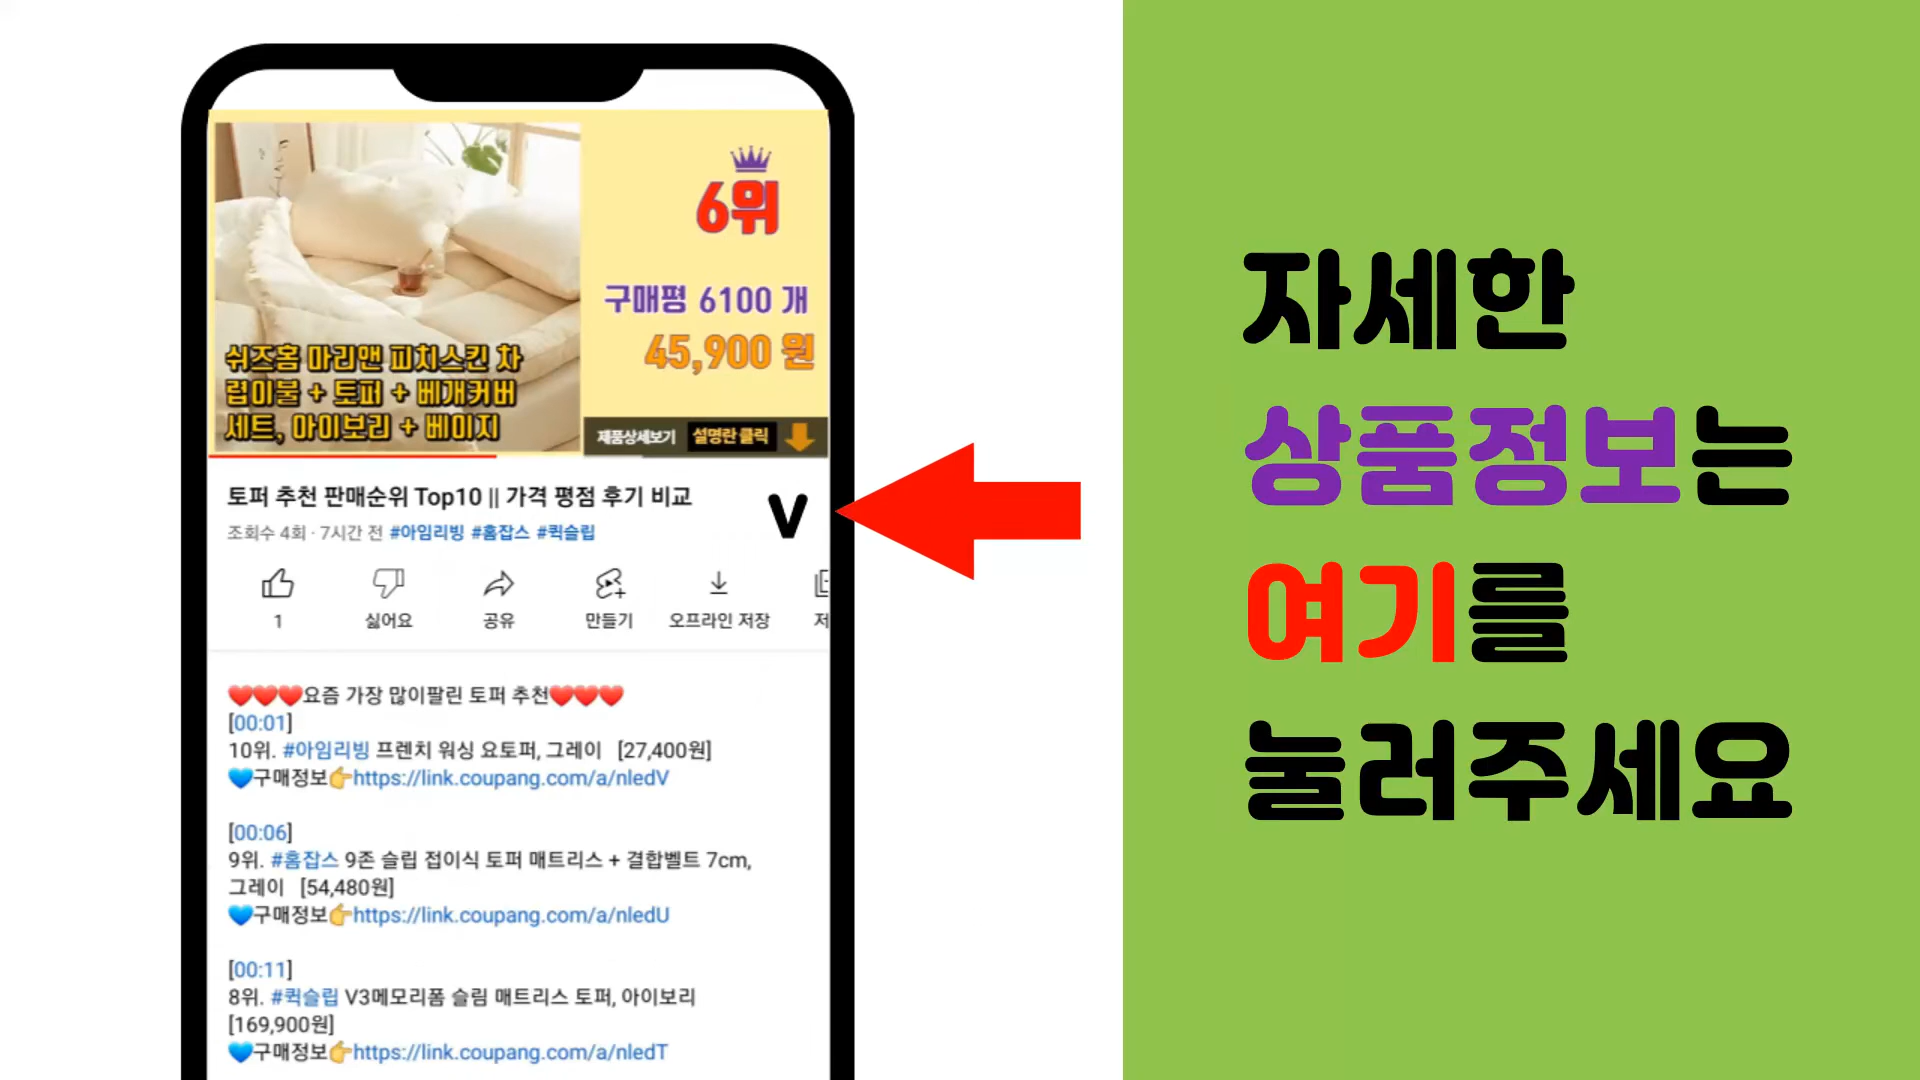 6위
구매평 6100 개
45,900 원
쉬즈홈 마리앤 피치스킨 차
렵이불 + 토퍼 + 베개커버
세트, 아이보리 + 베이지
제품상세보기 설명란 클릭
토퍼 추천 판매순위 Top10 || 가격 평점 후기 비교
V
조회수 4회 · 7시간 전 #아임리빙 #홈잡스 #퀵슬립
1 싫어요 공유 만들기 오프라인 저장 저
❤️❤️❤️요즘 가장 많이팔린 토퍼 추천❤️❤️❤️
[00:01]
10위. #아임리빙 프렌치 워싱 요토퍼, 그레이 [27,400원]
💙구매정보👉https://link.coupang.com/a/nledV
[00:06]
9위. #홈잡스 9존 슬립 접이식 토퍼 매트리스 + 결합벨트 7cm,
그레이 [54,480원]
💙구매정보👉https://link.coupang.com/a/nledU
[00:11]
8위. #퀵슬립 V3메모리폼 슬림 매트리스 토퍼, 아이보리
[169,900원]
💙구매정보👉https://link.coupang.com/a/nledT
자세한
상품정보는
여기를
눌러주세요